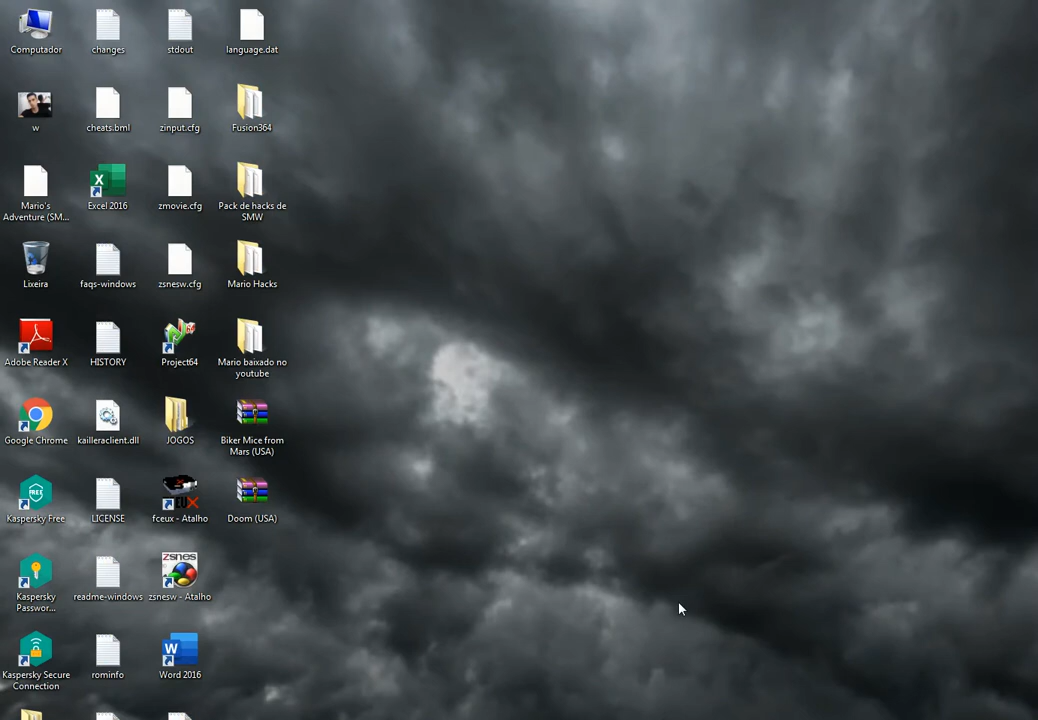 Computador
changes
stdout
language.dat
w
cheats.bml
zinput.cfg
Fusion364
Mario's
Adventure (SM...
Excel 2016
zmovie.cfg
Pack de hacks de
SMW
Lixeira
faqs-windows
zsnesw.cfg
Mario Hacks
Adobe Reader X
HISTORY
Project64
Mario baixado no
youtube
Google Chrome
kailleraclient.dll
JOGOS
Biker Mice from
Mars (USA)
Kaspersky Free
LICENSE
fceux - Atalho
Doom (USA)
Kaspersky
Passwor...
readme-windows
zsnes
zsnesw - Atalho
Kaspersky Secure
Connection
rominfo
Word 2016